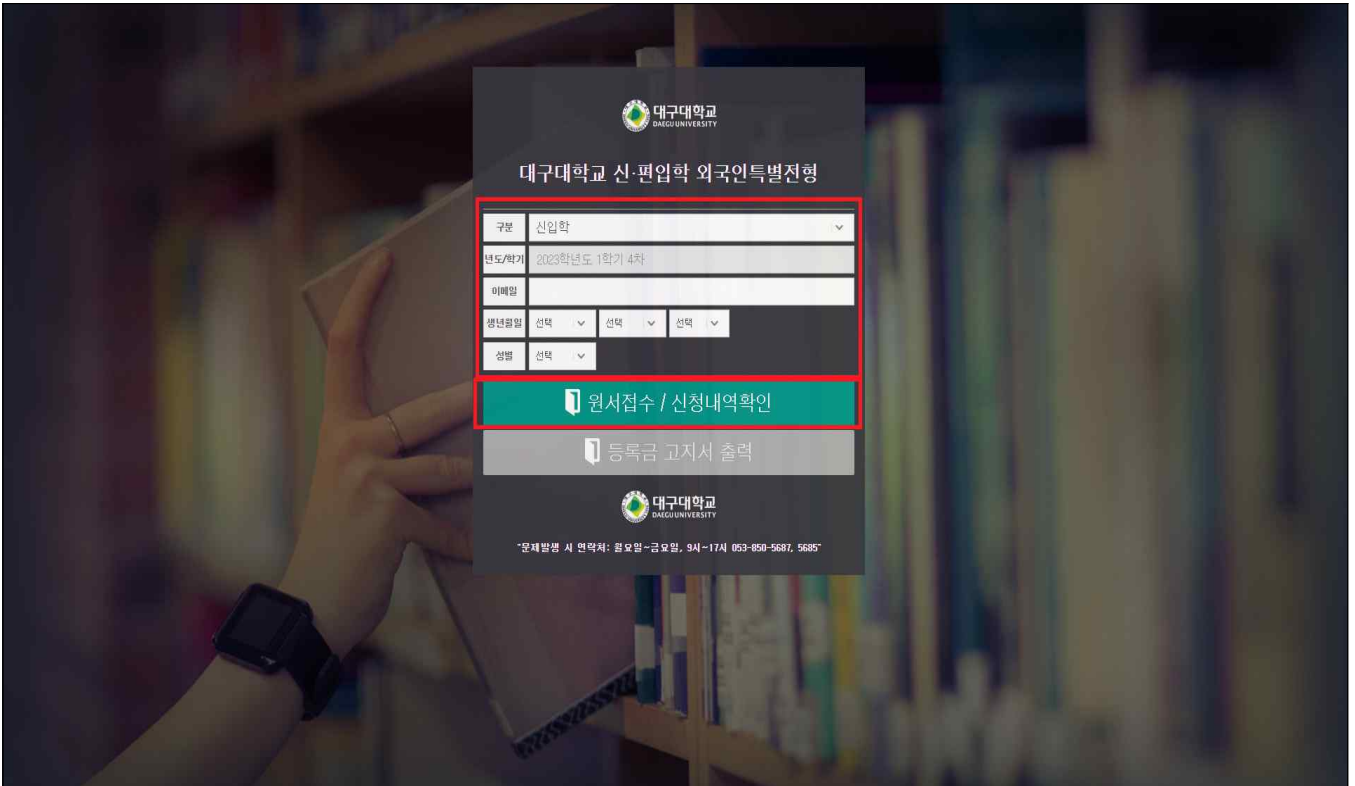 대구대학교
DAEGU UNIVERSITY
대구대학교 신·편입학 외국인특별전형
구분 신입학
년도/학기 2023학년도 1학기 4차
이메일
생년월일 선택 선택 선택
성별 선택
원서접수 / 신청내역확인
등록금 고지서 출력
대구대학교
DAEGU UNIVERSITY
"문제발생 시 연락처: 월요일~금요일, 9시~17시 053-850-5687, 5685"